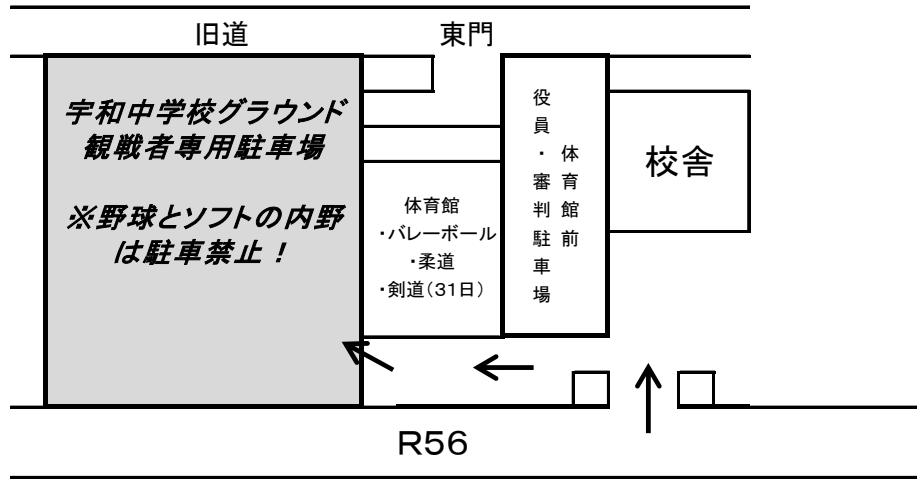 旧道
東門
宇和中学校グラウンド
観戦者専用駐車場
※野球とソフトの内野
は駐車禁止！
体育館
・バレーボール
・柔道
・剣道(31日)
体育館前
役員・審判駐車場
校舎
R56